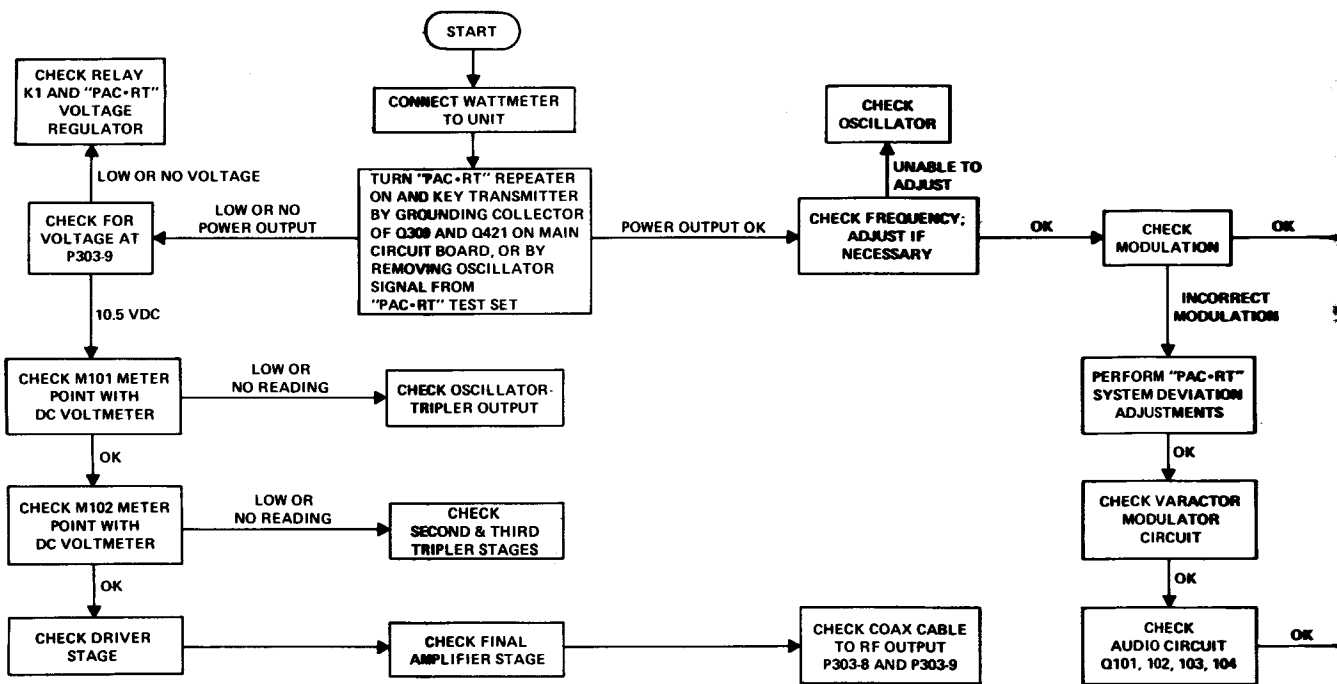 START
CONNECT WATTMETER
TO UNIT
TURN "PAC•RT" REPEATER
ON AND KEY TRANSMITTER
BY GROUNDING COLLECTOR
OF Q309 AND Q421 ON MAIN
CIRCUIT BOARD, OR BY
REMOVING OSCILLATOR
SIGNAL FROM
"PAC•RT" TEST SET
LOW OR NO
POWER OUTPUT
CHECK FOR
VOLTAGE AT
P303-9
LOW OR NO VOLTAGE
CHECK RELAY
K1 AND "PAC•RT"
VOLTAGE
REGULATOR
10.5 VDC
CHECK M101 METER
POINT WITH
DC VOLTMETER
LOW OR
NO READING
CHECK OSCILLATOR-
TRIPLER OUTPUT
OK
CHECK M102 METER
POINT WITH
DC VOLTMETER
LOW OR
NO READING
CHECK
SECOND & THIRD
TRIPLER STAGES
OK
CHECK DRIVER
STAGE
CHECK FINAL
AMPLIFIER STAGE
CHECK COAX CABLE
TO RF OUTPUT
P303-8 AND P303-9
POWER OUTPUT OK
CHECK FREQUENCY;
ADJUST IF
NECESSARY
UNABLE TO
ADJUST
CHECK
OSCILLATOR
OK
CHECK
MODULATION
OK
INCORRECT
MODULATION
PERFORM "PAC•RT"
SYSTEM DEVIATION
ADJUSTMENTS
OK
CHECK VARACTOR
MODULATOR
CIRCUIT
OK
CHECK
AUDIO CIRCUIT
Q101, 102, 103, 104
OK